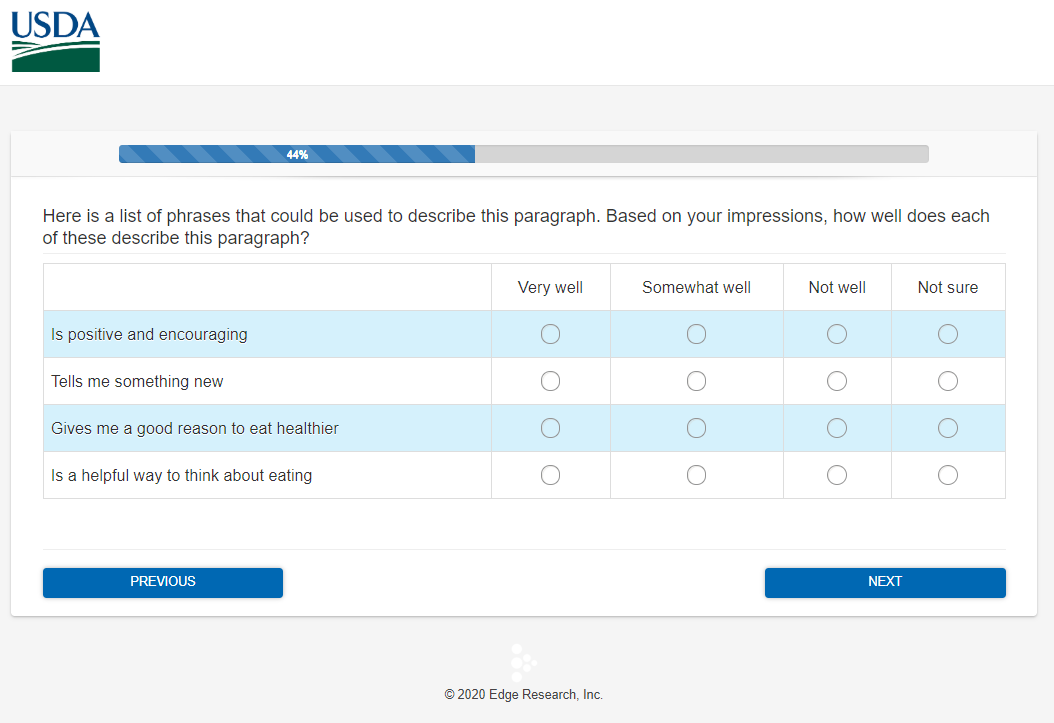 USDA
44%
Here is a list of phrases that could be used to describe this paragraph. Based on your impressions, how well does each
of these describe this paragraph?
Very well Somewhat well Not well Not sure
Is positive and encouraging
Tells me something new
Gives me a good reason to eat healthier
Is a helpful way to think about eating
PREVIOUS NEXT
© 2020 Edge Research, Inc.